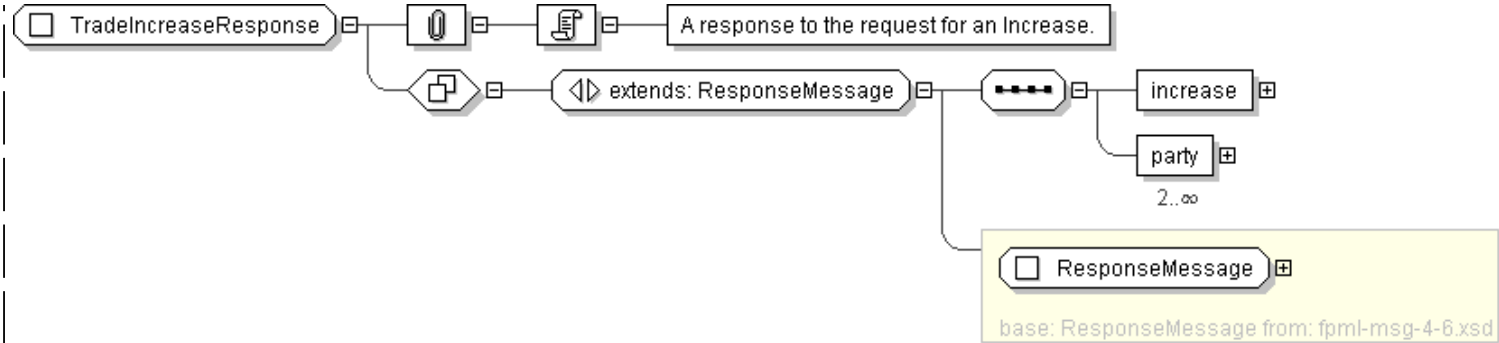 TradeIncreaseResponse
A response to the request for an Increase.
extends: ResponseMessage
increase
party
2..∞
ResponseMessage
base: ResponseMessage from: fpml-msg-4-6.xsd